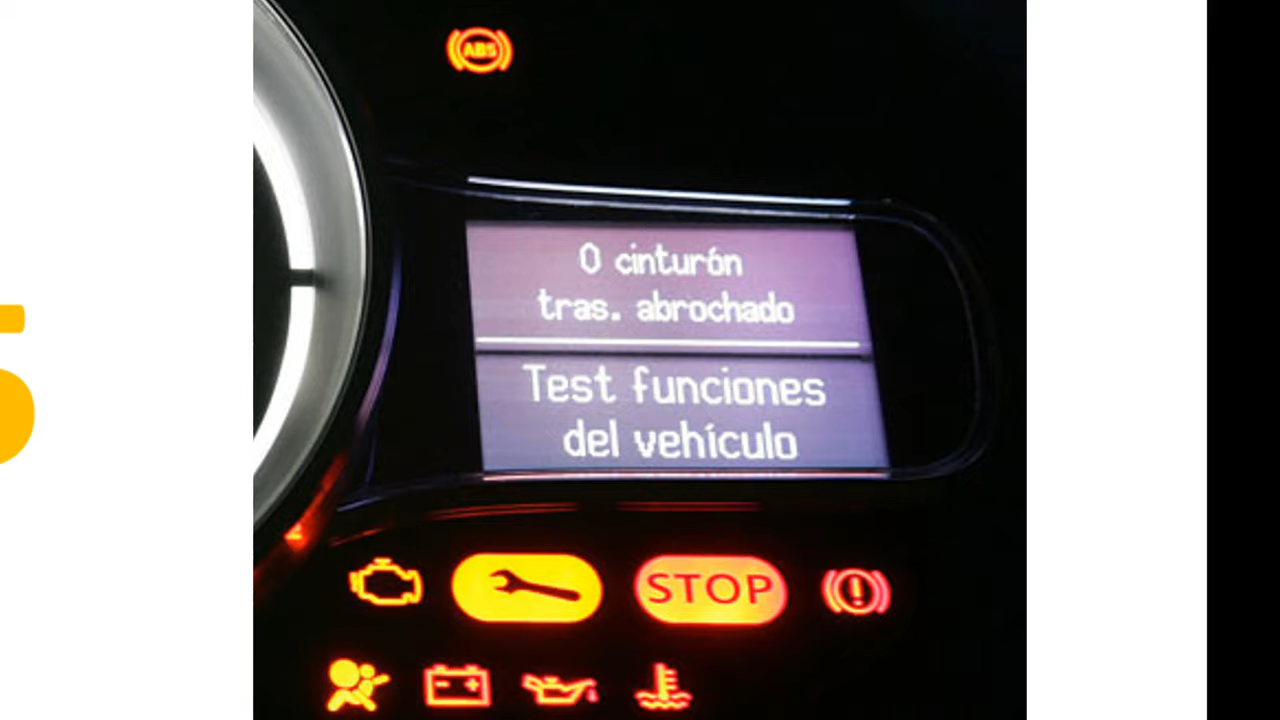 ABS
0 cinturón
tras. abrochado
Test funciones
del vehículo
STOP